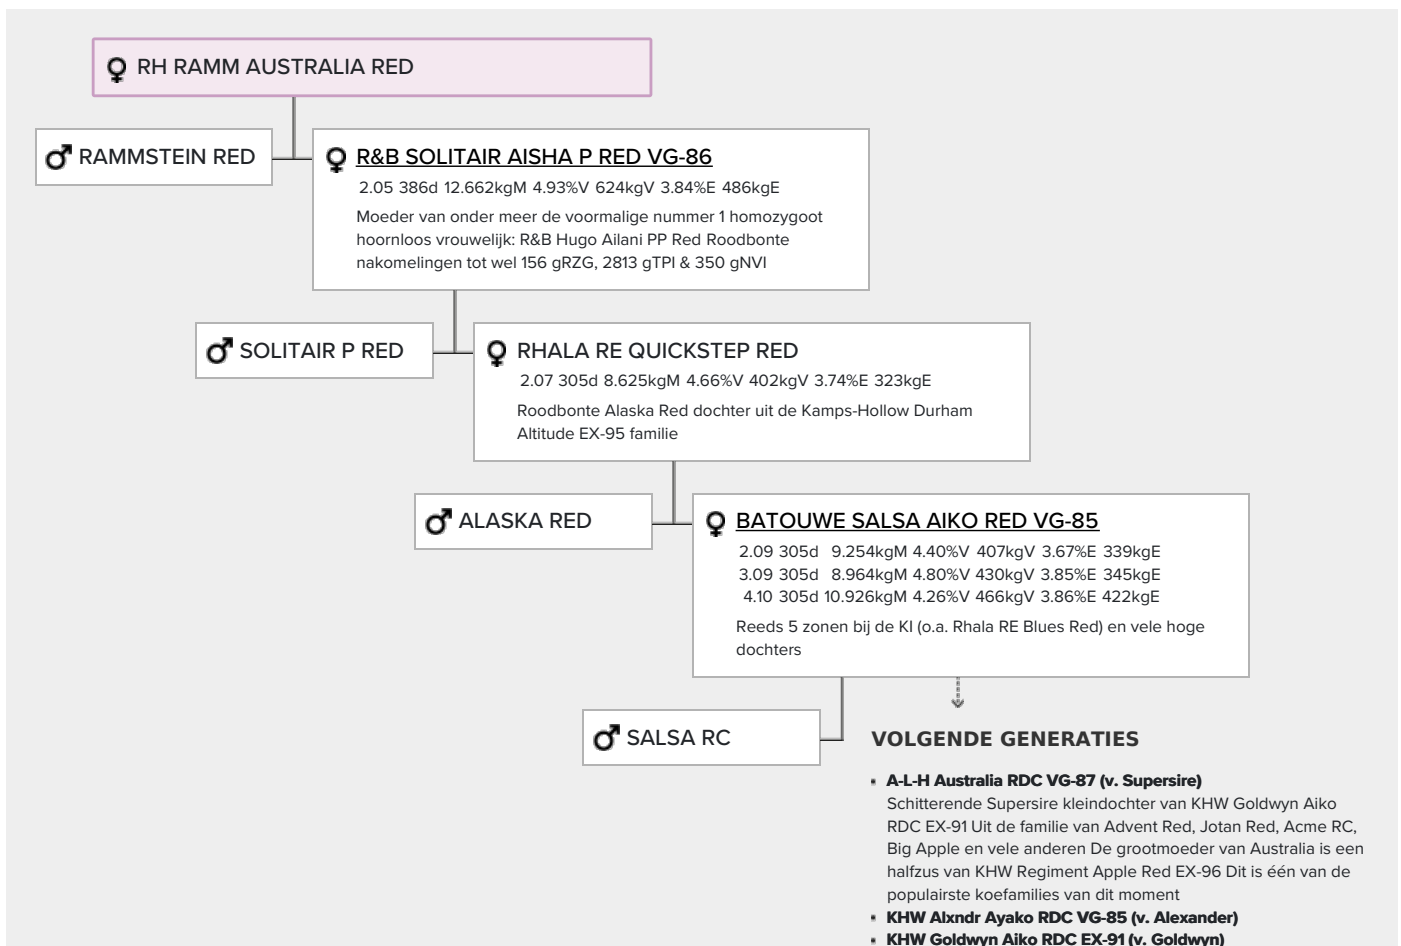 RH RAMM AUSTRALIA RED
RAMMSTEIN RED
R&B SOLITAIR AISHA P RED VG-86
2.05 386d 12.662kgM 4.93%V 624kgV 3.84%E 486kgE
Moeder van onder meer de voormalige nummer 1 homozygoot
hoornloos vrouwelijk: R&B Hugo Ailani PP Red Roodbonte
nakomelingen tot wel 156 gRZG, 2813 gTPI & 350 gNVI
SOLITAIR P RED
RHALA RE QUICKSTEP RED
2.07 305d 8.625kgM 4.66%V 402kgV 3.74%E 323kgE
Roodbonte Alaska Red dochter uit de Kamps-Hollow Durham
Altitude EX-95 familie
ALASKA RED
BATOUWE SALSA AIKO RED VG-85
2.09 305d 9.254kgM 4.40%V 407kgV 3.67%E 339kgE
3.09 305d 8.964kgM 4.80%V 430kgV 3.85%E 345kgE
4.10 305d 10.926kgM 4.26%V 466kgV 3.86%E 422kgE
Reeds 5 zonen bij de KI (o.a. Rhala RE Blues Red) en vele hoge
dochters
SALSA RC
VOLGENDE GENERATIES
A-L-H Australia RDC VG-87 (v. Supersire)
Schitterende Supersire kleindochter van KHW Goldwyn Aiko
RDC EX-91 Uit de familie van Advent Red, Jotan Red, Acme RC,
Big Apple en vele anderen De grootmoeder van Australia is een
halfzus van KHW Regiment Apple Red EX-96 Dit is één van de
populairste koefamilies van dit moment
KHW Alxndr Ayako RDC VG-85 (v. Alexander)
KHW Goldwyn Aiko RDC EX-91 (v. Goldwyn)